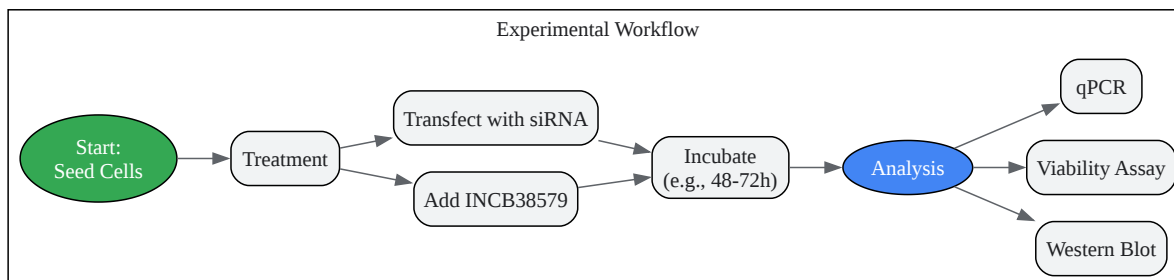 Experimental Workflow
Start:
Seed Cells
Treatment
Transfect with siRNA
Add INCB38579
Incubate
(e.g., 48-72h)
Analysis
qPCR
Viability Assay
Western Blot